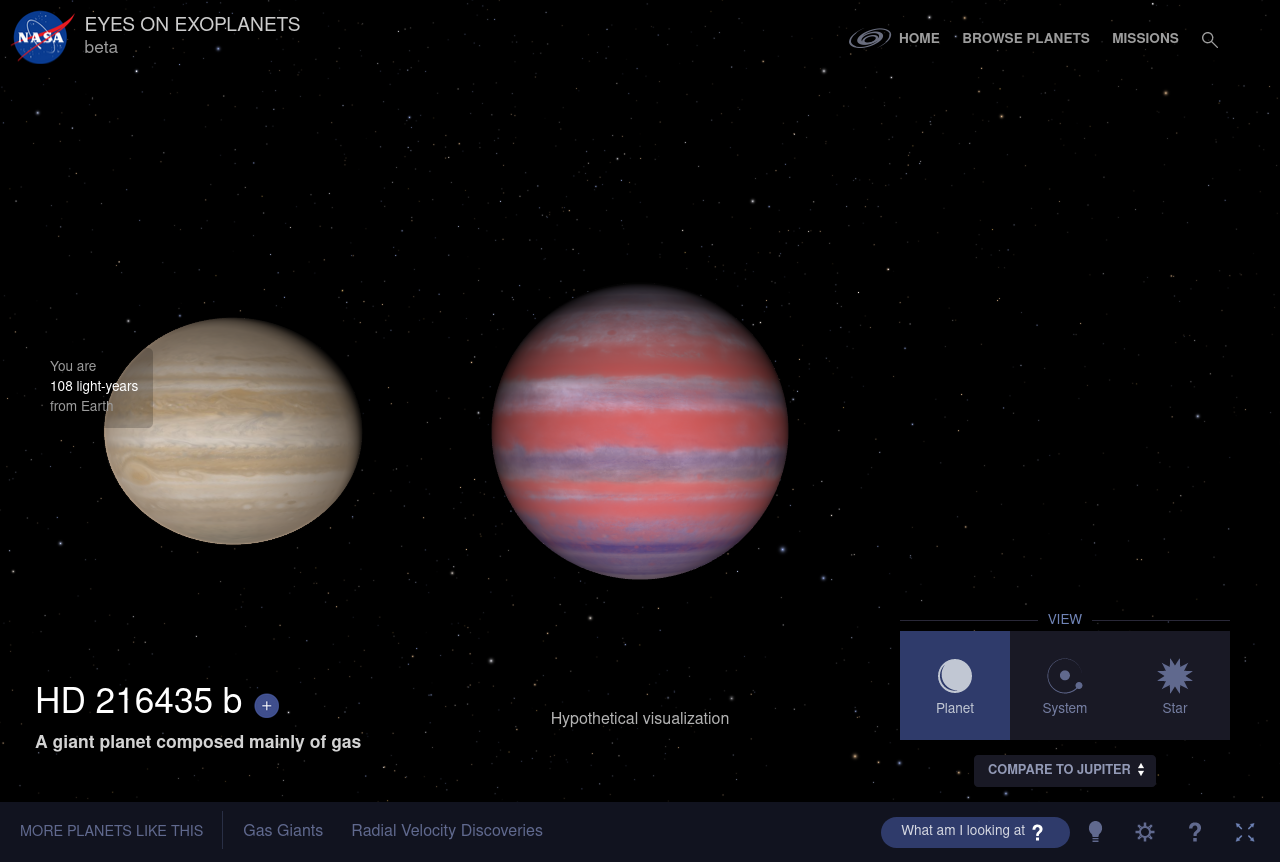 NASA
EYES ON EXOPLANETS
beta
HOME
BROWSE PLANETS
MISSIONS
You are
108 light-years
from Earth
VIEW
Planet
System
Star
HD 216435 b +
A giant planet composed mainly of gas
Hypothetical visualization
COMPARE TO JUPITER
MORE PLANETS LIKE THIS
Gas Giants
Radial Velocity Discoveries
What am I looking at ?
?